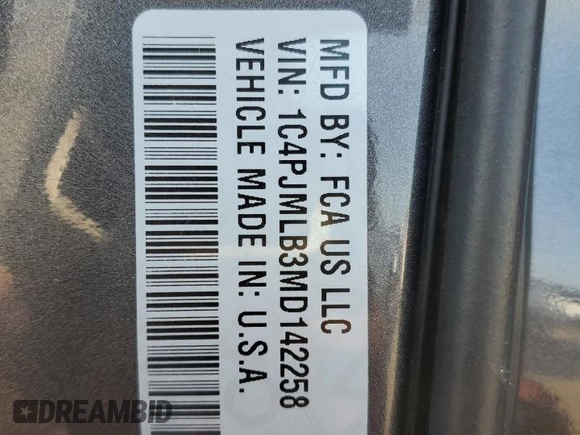 MFD BY: FCA US LLC
VIN: 1C4PJMLB3MD142258
VEHICLE MADE IN: U.S.A.
DREAMBID